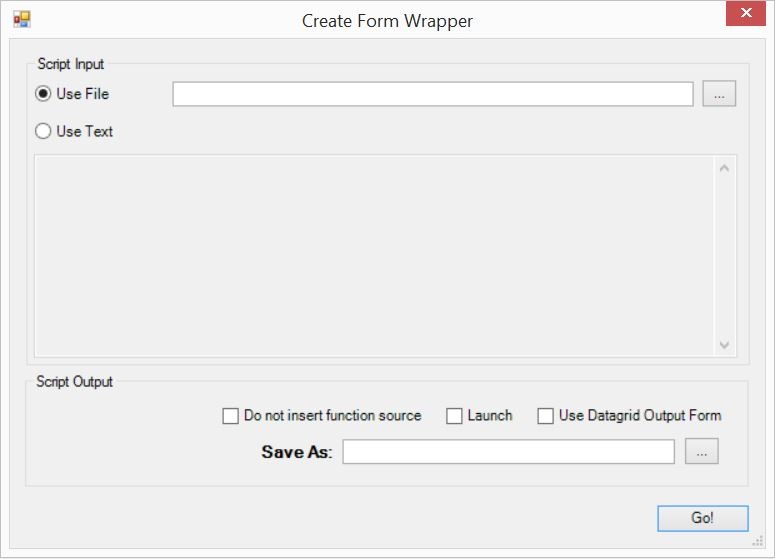 Create Form Wrapper
Script Input
Use File
...
Use Text
Script Output
Do not insert function source Launch Use Datagrid Output Form
Save As:
...
Go!